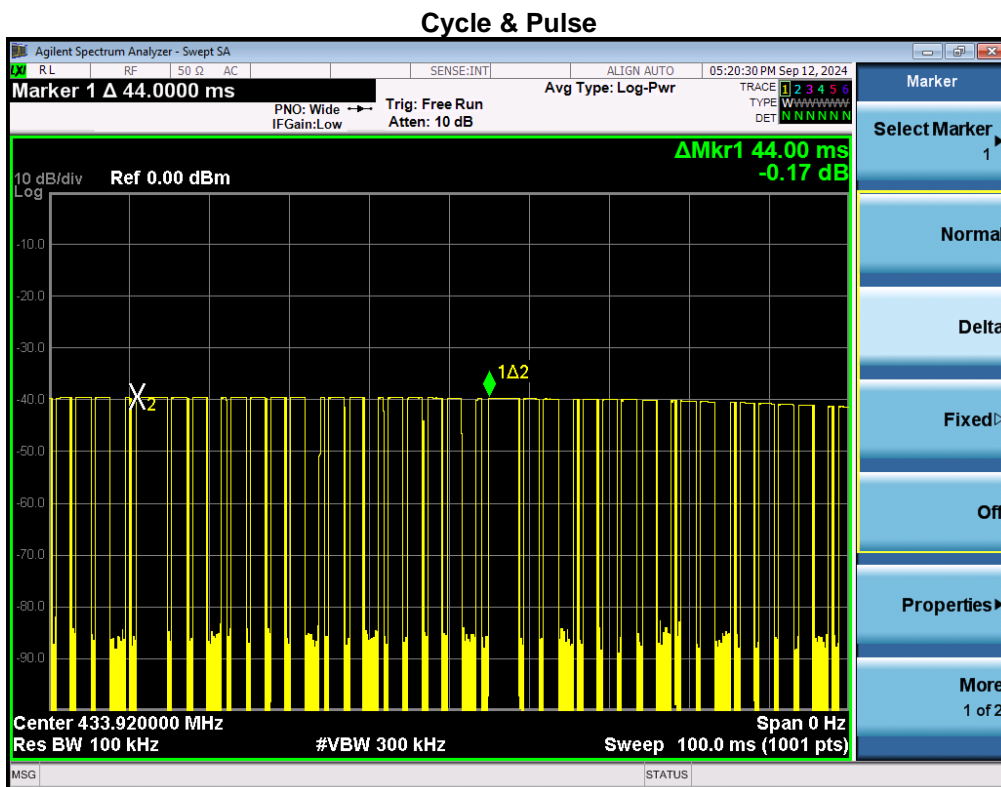 Cycle & Pulse
Agilent Spectrum Analyzer - Swept SA
LXI RL RF 50 Ω AC SENSE:INT ALIGN AUTO 05:20:30 PM Sep 12, 2024
Marker 1 Δ 44.0000 ms
PNO: Wide
IFGain:Low
Trig: Free Run
Atten: 10 dB
Avg Type: Log-Pwr
TRACE 1 2 3 4 5 6
TYPE WWWWWWW
DET N N N N N N
ΔMkr1 44.00 ms
-0.17 dB
10 dB/div Ref 0.00 dBm
Log
-10.0
-20.0
-30.0
-40.0
-50.0
-60.0
-70.0
-80.0
-90.0
X2
1Δ2
Center 433.920000 MHz
Span 0 Hz
Res BW 100 kHz
#VBW 300 kHz
Sweep 100.0 ms (1001 pts)
MSG
STATUS
Marker
Select Marker
1
Normal
Delta
Fixed
Off
Properties
More
1 of 2